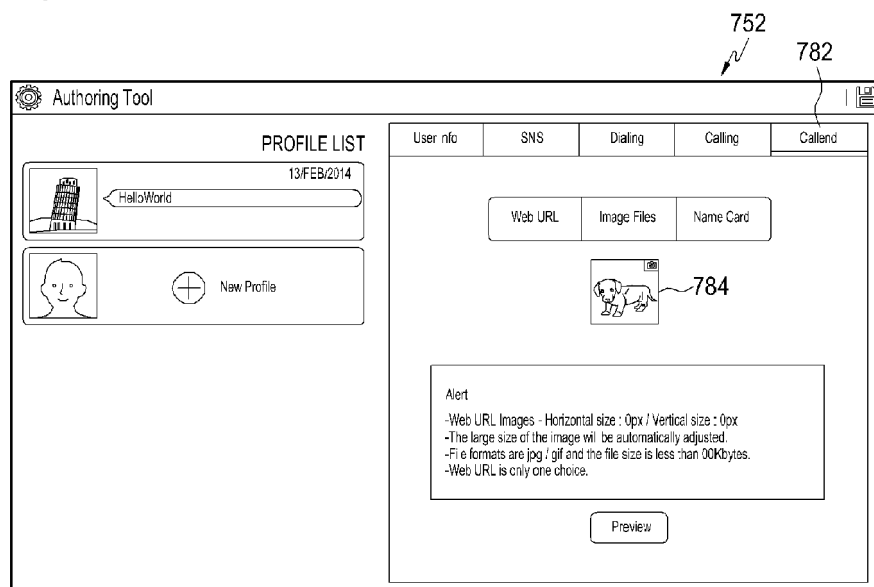 752
782
Authoring Tool
PROFILE LIST
13/FEB/2014
HelloWorld
New Profile
User nfo
SNS
Dialing
Calling
Callend
Web URL
Image Files
Name Card
784
Alert
-Web URL Images - Horizontal size : 0px / Vertical size : 0px
-The large size of the image will be automatically adjusted.
-Fi e formats are jpg / gif and the file size is less than 00Kbytes.
-Web URL is only one choice.
Preview